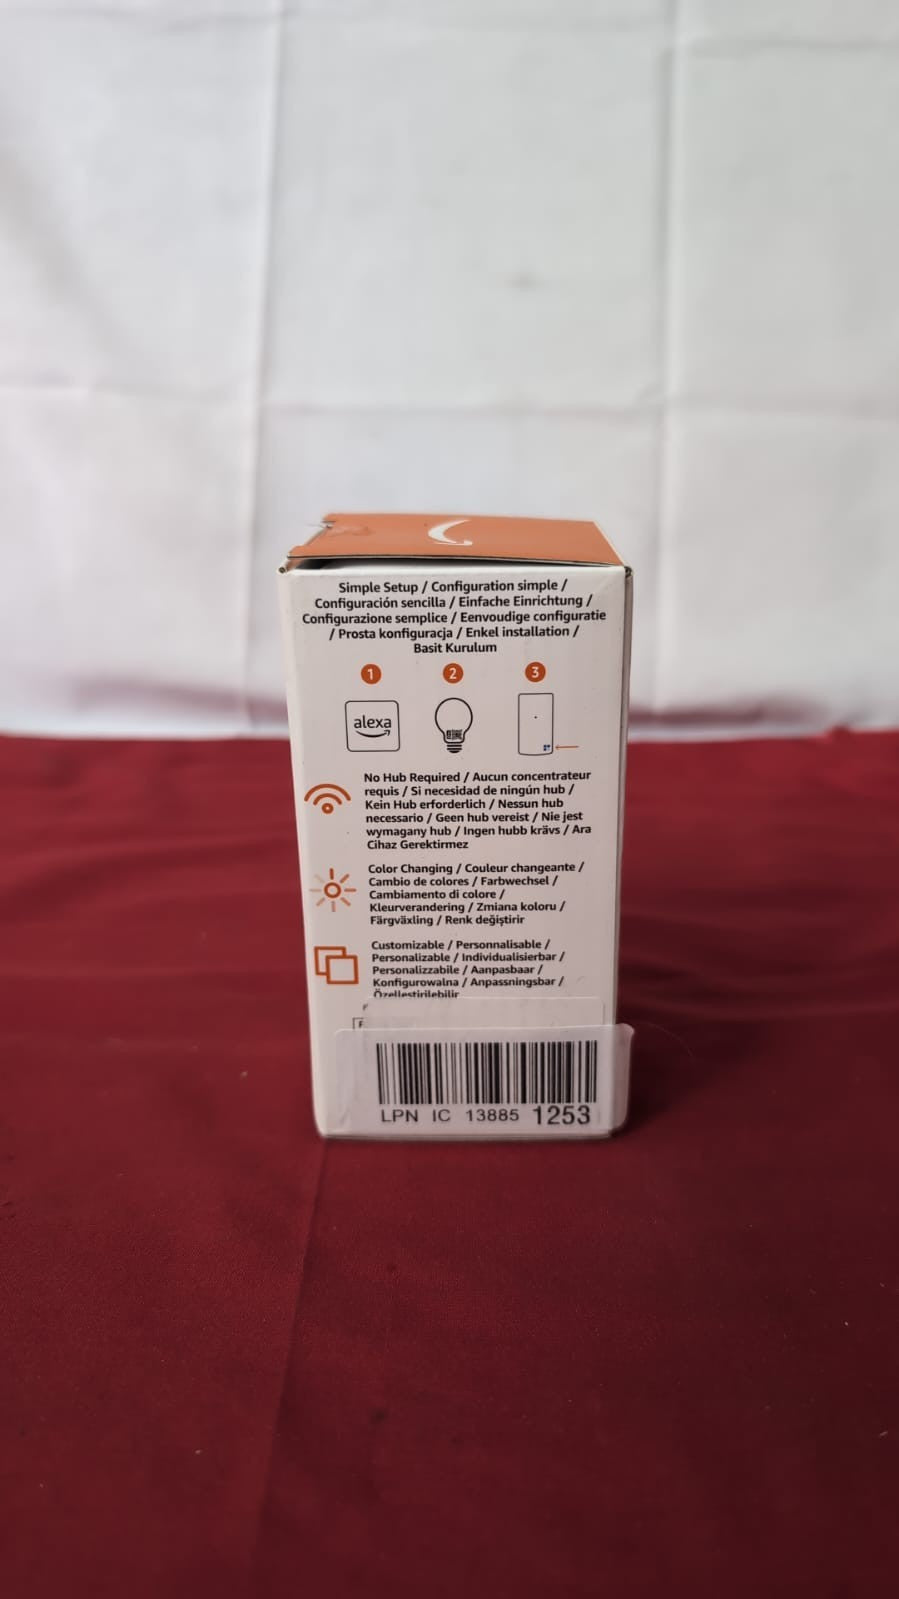 Simple Setup / Configuration simple /
Configuración sencilla / Einfache Einrichtung /
Configurazione semplice / Eenvoudige configuratie
/ Prosta konfiguracja / Enkel installation /
Basit Kurulum
1 2 3
alexa
No Hub Required / Aucun concentrateur
requis / Si necesidad de ningún hub /
Kein Hub erforderlich / Nessun hub
necessario / Geen hub vereist / Nie jest
wymagany hub / Ingen hubb krävs / Ara
Cihaz Gerektirmez
Color Changing / Couleur changeante /
Cambio de colores / Farbwechsel /
Cambiamento di colore /
Kleurverandering / Zmiana koloru /
Färgväxling / Renk değiştirir
Customizable / Personnalisable /
Personalizable / Individualisierbar /
Personalizzabile / Aanpasbaar /
Konfigurowalna / Anpassningsbar /
Özelleştirilebilir
LPN IC 13885 1253